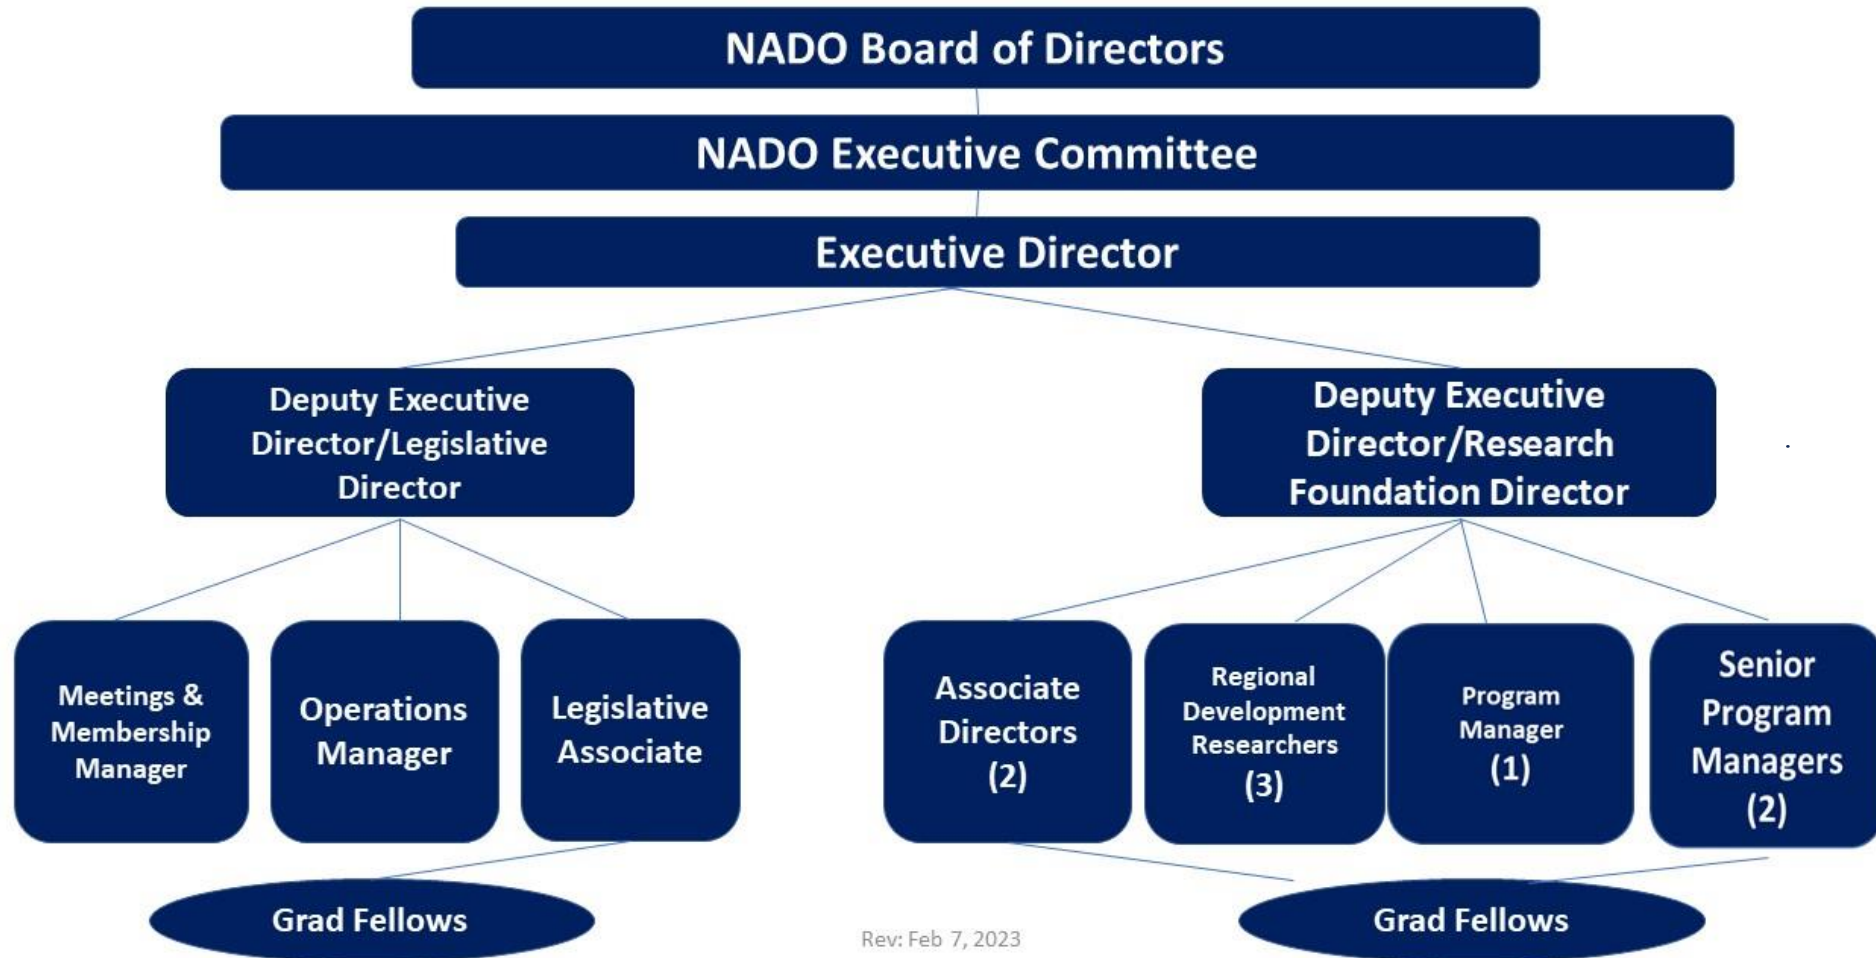 NADO Board of Directors
NADO Executive Committee
Executive Director
Deputy Executive
Director/Legislative
Director
Deputy Executive
Director/Research
Foundation Director
.
Meetings &
Membership
Manager
Operations
Manager
Legislative
Associate
Associate
Directors
(2)
Regional
Development
Researchers
(3)
Program
Manager
(1)
Senior
Program
Managers
(2)
Grad Fellows
Grad Fellows
Rev: Feb 7, 2023